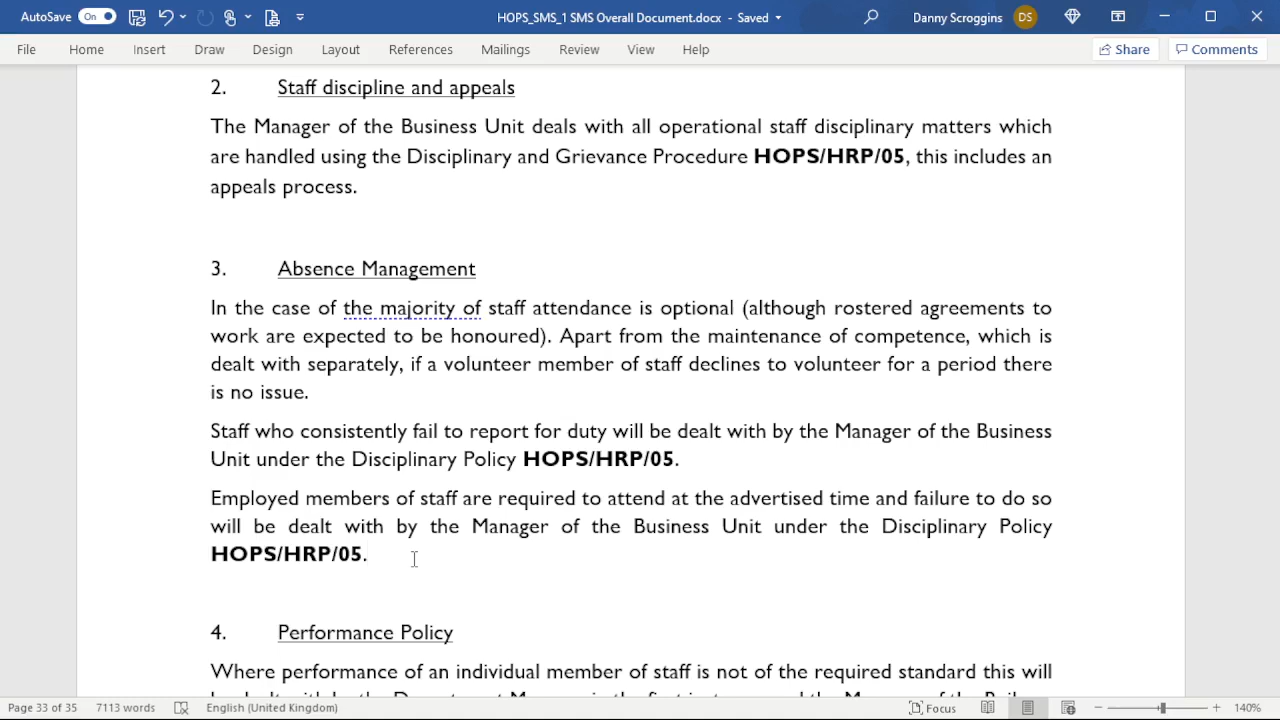 AutoSave On HOPS_SMS_1 SMS Overall Document.docx - Saved Danny Scroggins DS
File Home Insert Draw Design Layout References Mailings Review View Help Share Comments
2. Staff discipline and appeals
The Manager of the Business Unit deals with all operational staff disciplinary matters which
are handled using the Disciplinary and Grievance Procedure HOPS/HRP/05, this includes an
appeals process.
3. Absence Management
In the case of the majority of staff attendance is optional (although rostered agreements to
work are expected to be honoured). Apart from the maintenance of competence, which is
dealt with separately, if a volunteer member of staff declines to volunteer for a period there
is no issue.
Staff who consistently fail to report for duty will be dealt with by the Manager of the Business
Unit under the Disciplinary Policy HOPS/HRP/05.
Employed members of staff are required to attend at the advertised time and failure to do so
will be dealt with by the Manager of the Business Unit under the Disciplinary Policy
HOPS/HRP/05.
4. Performance Policy
Where performance of an individual member of staff is not of the required standard this will
Page 33 of 35 7113 words English (United Kingdom) Focus 140%